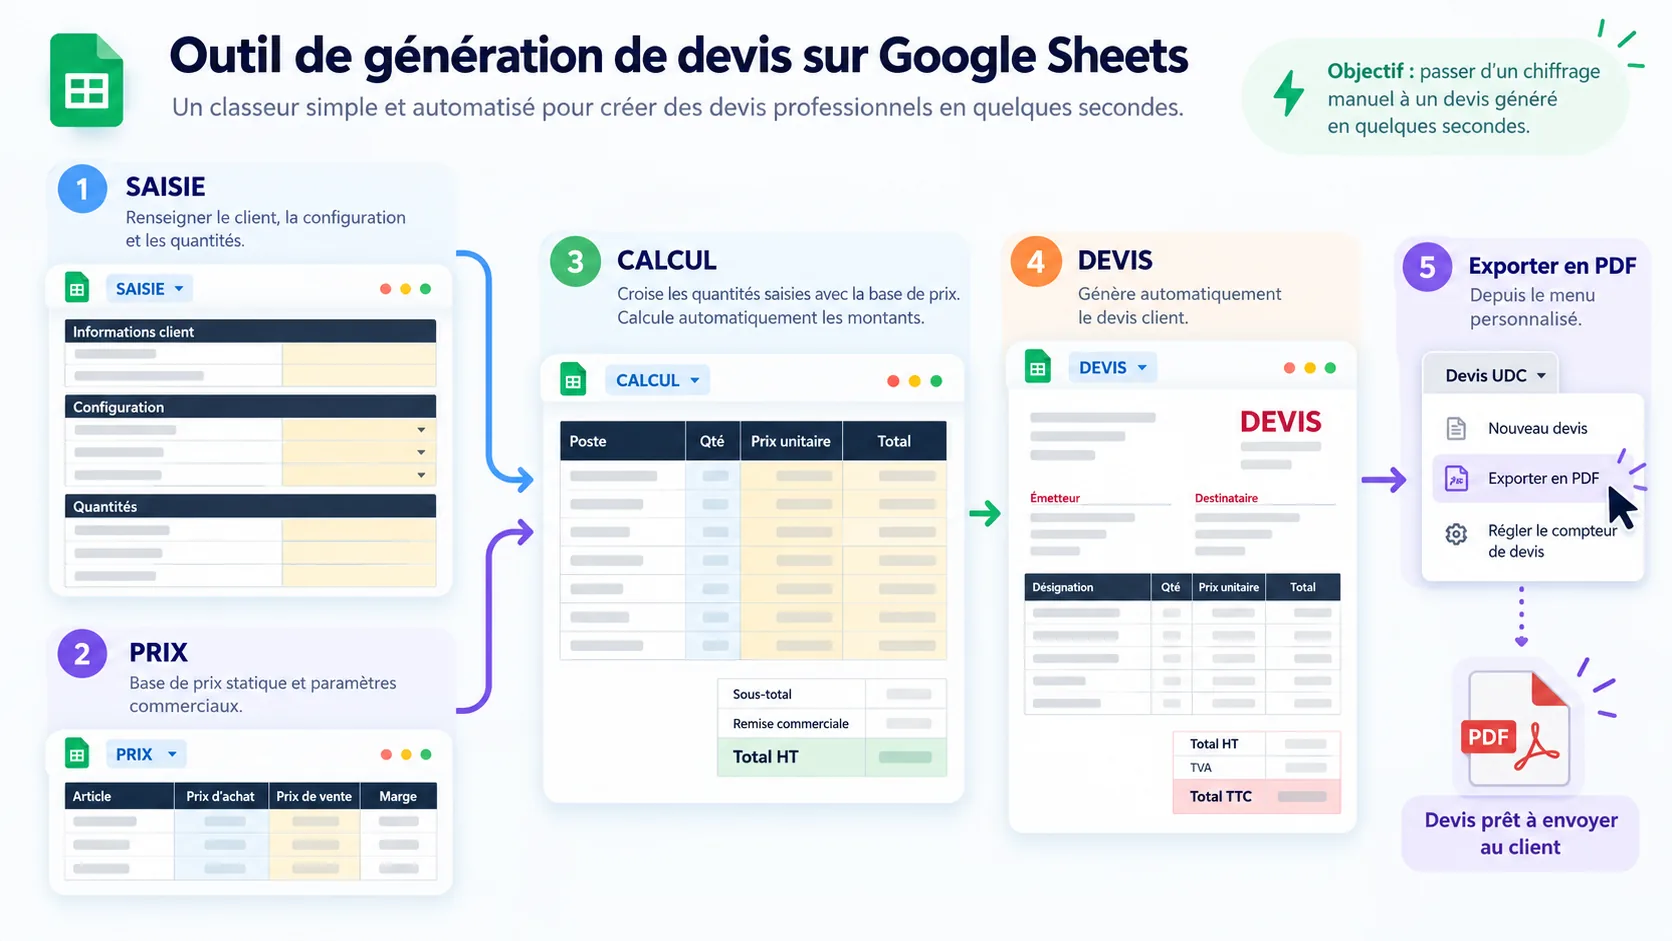 Outil de génération de devis sur Google Sheets
Un classeur simple et automatisé pour créer des devis professionnels en quelques secondes.
Objectif : passer d'un chiffrage
manuel à un devis généré
en quelques secondes.
1
SAISIE
Renseigner le client, la configuration
et les quantités.
SAISIE
Informations client
Configuration
Quantités
2
PRIX
Base de prix statique et paramètres
commerciaux.
PRIX
Article
Prix d'achat
Prix de vente
Marge
3
CALCUL
Croise les quantités saisies avec la base de prix.
Calcule automatiquement les montants.
CALCUL
Poste
Qté
Prix unitaire
Total
Sous-total
Remise commerciale
Total HT
4
DEVIS
Génère automatiquement
le devis client.
DEVIS
DEVIS
Émetteur
Destinataire
Désignation
Qté
Prix unitaire
Total
Total HT
TVA
Total TTC
5
Exporter en PDF
Depuis le menu
personnalisé.
Devis UDC
Nouveau devis
Exporter en PDF
Régler le compteur
de devis
PDF
Devis prêt à envoyer
au client